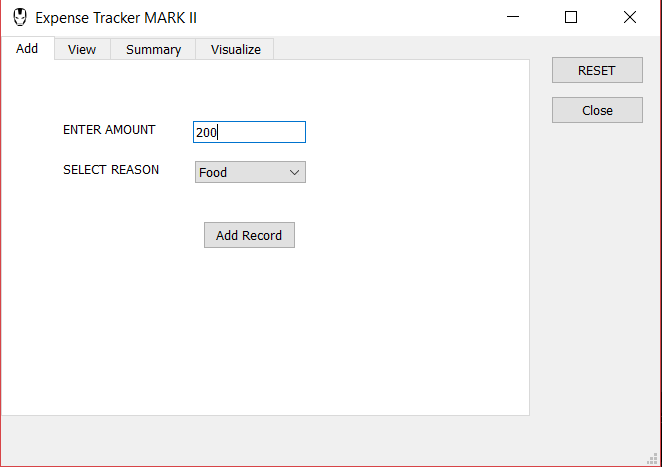 Expense Tracker MARK II
Add View Summary Visualize
RESET
Close
ENTER AMOUNT 200
SELECT REASON Food
Add Record